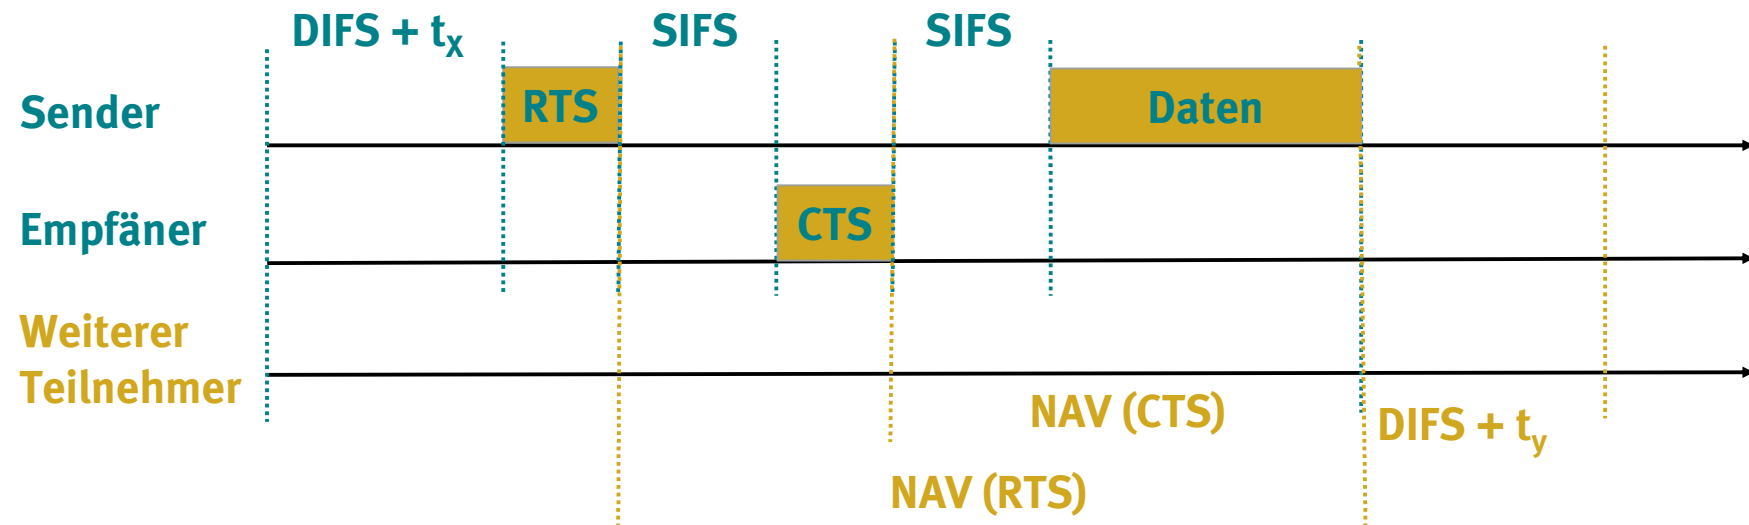 DIFS + tx
SIFS
SIFS
Sender
RTS
Daten
Empfäner
CTS
Weiterer
Teilnehmer
NAV (CTS)
DIFS + ty
NAV (RTS)